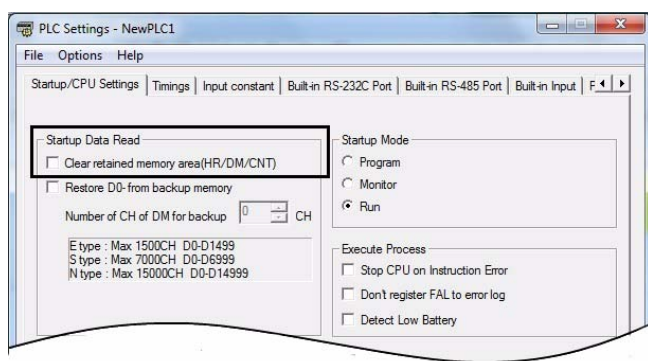 PLC Settings - NewPLC1
File Options Help
Startup/CPU Settings Timings Input constant Built-in RS-232C Port Built-in RS-485 Port Built-in Input F
Startup Data Read
Clear retained memory area(HR/DM/CNT)
Restore D0- from backup memory
Number of CH of DM for backup 0 CH
E type : Max 1500CH D0-D1499
S type : Max 7000CH D0-D6999
N type : Max 15000CH D0-D14999
Startup Mode
Program
Monitor
Run
Execute Process
Stop CPU on Instruction Error
Don't register FAL to error log
Detect Low Battery